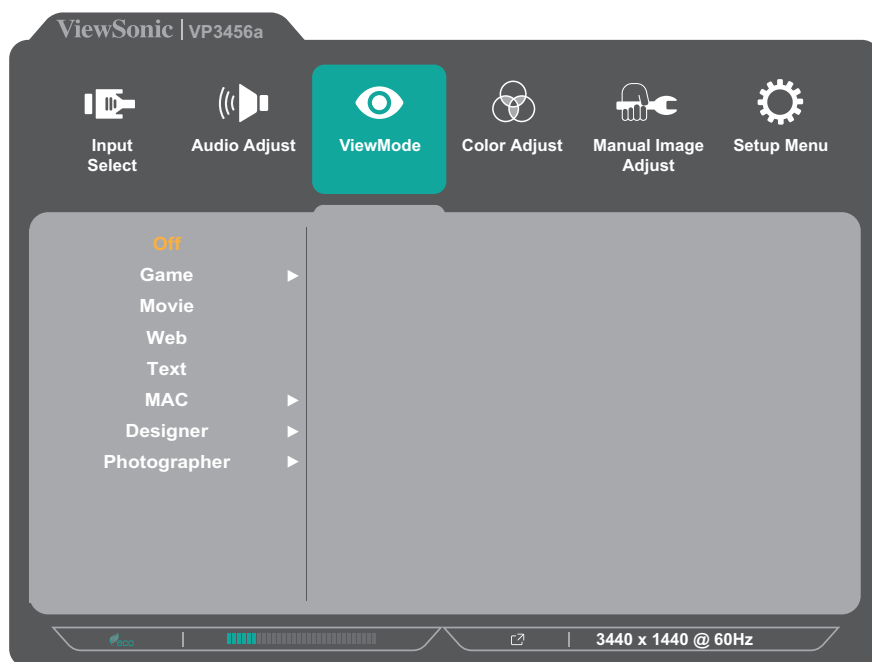 ViewSonic | VP3456a
Input Select
Audio Adjust
ViewMode
Color Adjust
Manual Image Adjust
Setup Menu
Off
Game
Movie
Web
Text
MAC
Designer
Photographer
eco
3440 x 1440 @ 60Hz